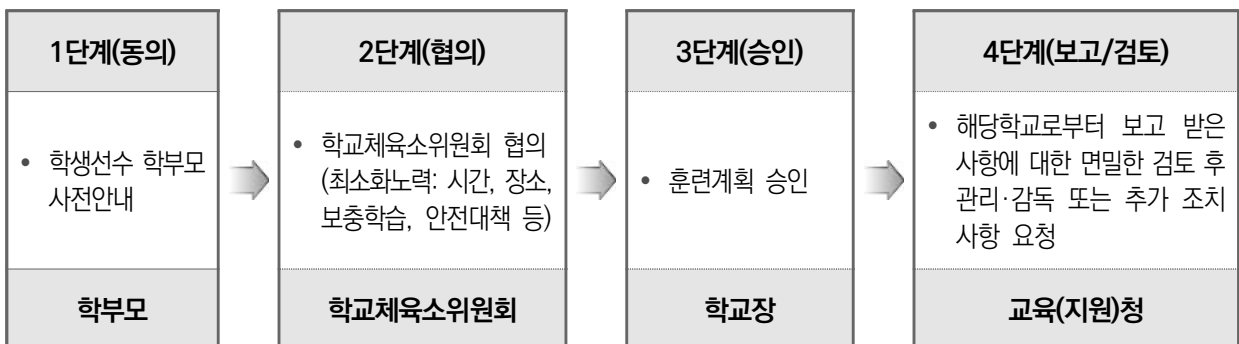 1단계(동의)
• 학생선수 학부모
사전안내
학부모
2단계(협의)
• 학교체육소위원회 협의
(최소화노력: 시간, 장소,
보충학습, 안전대책 등)
학교체육소위원회
3단계(승인)
• 훈련계획 승인
학교장
4단계(보고/검토)
• 해당학교로부터 보고 받은
사항에 대한 면밀한 검토 후
관리·감독 또는 추가 조치
사항 요청
교육(지원)청